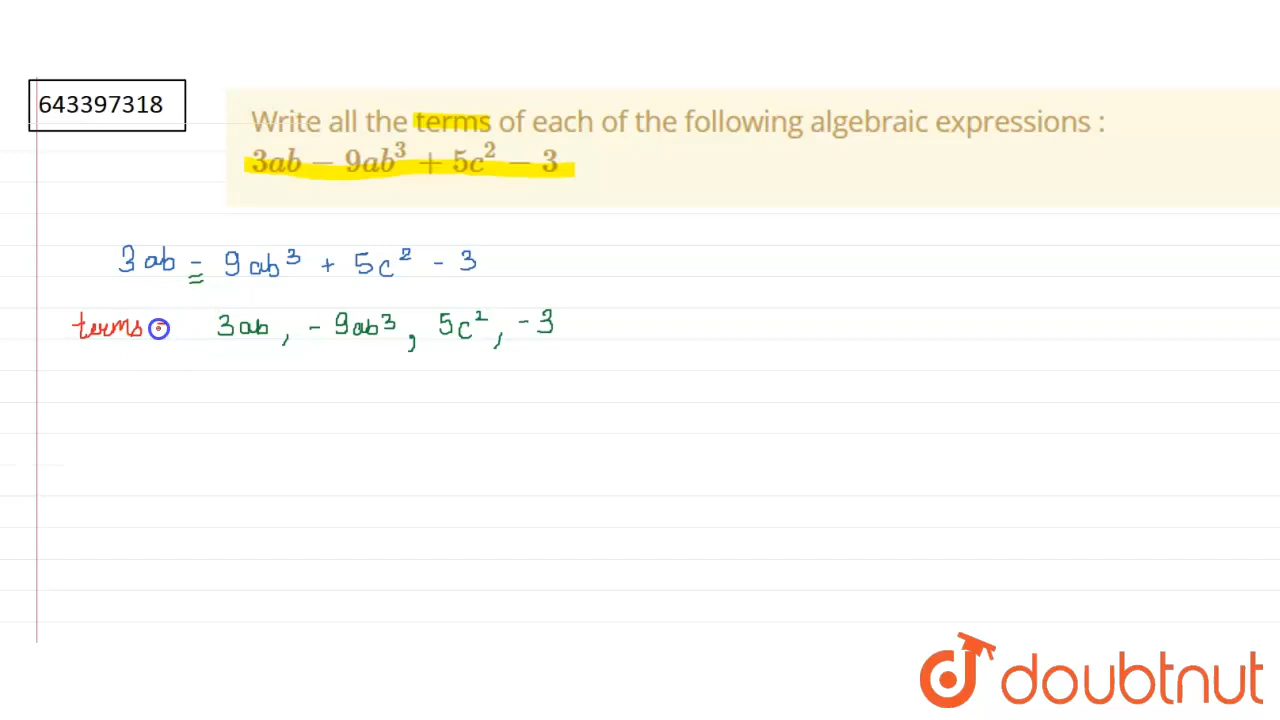 643397318
Write all the terms of each of the following algebraic expressions :
3ab − 9ab³ + 5c² − 3
3ab - 9ab³ + 5c² - 3
terms :- 3ab, - 9ab³, 5c², - 3
doubtnut